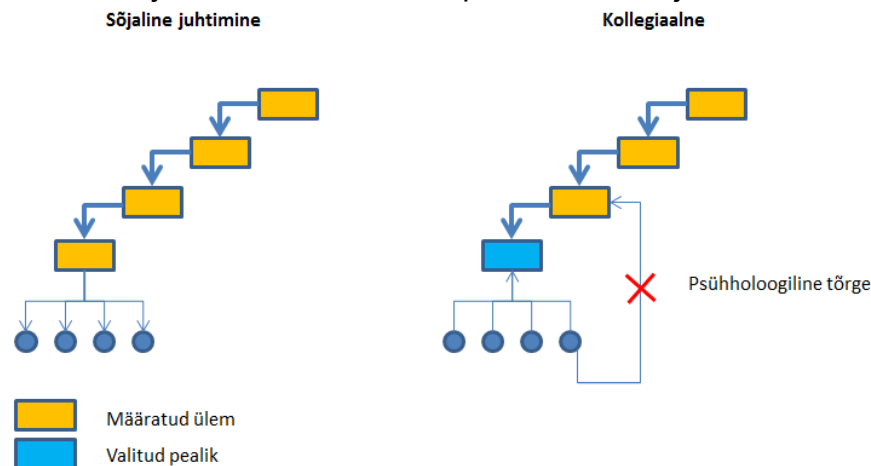 Sõjaline juhtimine
Kollegiaalne
Psühholoogiline tõrge
Määratud ülem
Valitud pealik